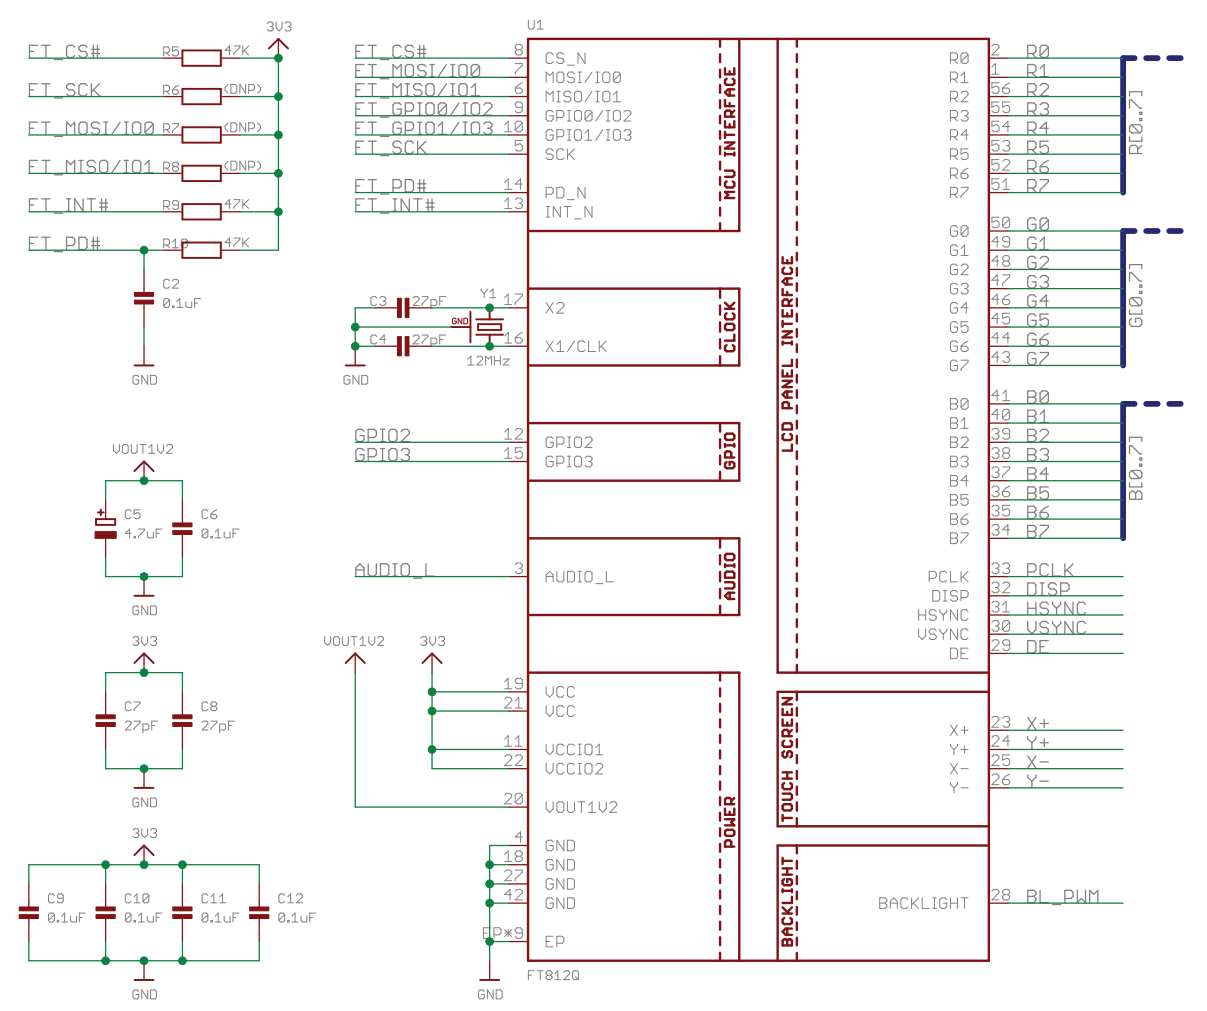 3V3
FT_CS# R5 47K
FT_SCK R6 (DNP)
FT_MOSI/IO0 R7 (DNP)
FT_MISO/IO1 R8 (DNP)
FT_INT# R9 47K
FT_PD# R10 47K
C2
0.1uF
GND
VOUT1V2
C5
4.7uF
C6
0.1uF
+
GND
3V3
C7
27pF
C8
27pF
GND
3V3
C9
0.1uF
C10
0.1uF
C11
0.1uF
C12
0.1uF
GND
U1
FT_CS# 8 CS_N
FT_MOSI/IO0 7 MOSI/IO0
FT_MISO/IO1 6 MISO/IO1
FT_GPIO0/IO2 9 GPIO0/IO2
FT_GPIO1/IO3 10 GPIO1/IO3
FT_SCK 5 SCK
FT_PD# 14 PD_N
FT_INT# 13 INT_N
MCU INTERFACE
C3 27pF Y1 17 X2
GND
C4 27pF 16 X1/CLK
12MHz
GND
CLOCK
GPIO2 12 GPIO2
GPIO3 15 GPIO3
GPIO
AUDIO_L 3 AUDIO_L
AUDIO
VOUT1V2
3V3
19 VCC
21 VCC
11 VCCIO1
22 VCCIO2
20 VOUT1V2
4 GND
18 GND
27 GND
42 GND
EP*9 EP
POWER
GND
FT812Q
LCD PANEL INTERFACE
R0 2 R0
R1 1 R1
R2 56 R2
R3 55 R3
R4 54 R4
R5 53 R5
R6 52 R6
R7 51 R7
R[0..7]
G0 50 G0
G1 49 G1
G2 48 G2
G3 47 G3
G4 46 G4
G5 45 G5
G6 44 G6
G7 43 G7
G[0..7]
B0 41 B0
B1 40 B1
B2 39 B2
B3 38 B3
B4 37 B4
B5 36 B5
B6 35 B6
B7 34 B7
B[0..7]
PCLK 33 PCLK
DISP 32 DISP
HSYNC 31 HSYNC
VSYNC 30 VSYNC
DE 29 DE
TOUCH SCREEN
X+ 23 X+
Y+ 24 Y+
X- 25 X-
Y- 26 Y-
BACKLIGHT
BACKLIGHT 28 BL_PWM